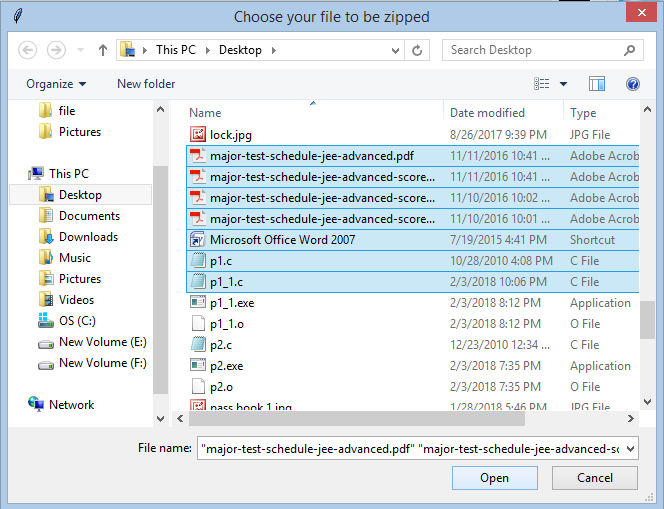 Choose your file to be zipped
This PC Desktop Search Desktop
Organize New folder
file
Pictures
This PC
Desktop
Documents
Downloads
Music
Pictures
Videos
OS (C:)
New Volume (E:)
New Volume (F:)
Network
Name Date modified Type
lock.jpg 8/26/2017 9:39 PM JPG File
major-test-schedule-jee-advanced.pdf 11/11/2016 10:41 ... Adobe Acrob
major-test-schedule-jee-advanced-score... 11/11/2016 10:41 ... Adobe Acrob
major-test-schedule-jee-advanced-score... 11/10/2016 10:02 ... Adobe Acrob
major-test-schedule-jee-advanced-score... 11/10/2016 10:01 ... Adobe Acrob
Microsoft Office Word 2007 7/19/2015 4:41 PM Shortcut
p1.c 10/28/2010 4:08 PM C File
p1_1.c 2/3/2018 10:06 PM C File
p1_1.exe 2/3/2018 8:12 PM Application
p1_1.o 2/3/2018 8:12 PM O File
p2.c 12/23/2010 12:34 ... C File
p2.exe 2/3/2018 7:35 PM Application
p2.o 2/3/2018 7:35 PM O File
pass book 1.jpg 1/28/2018 5:46 PM JPG File
File name: "major-test-schedule-jee-advanced.pdf" "major-test-schedule-jee-advanced-sc
Open Cancel